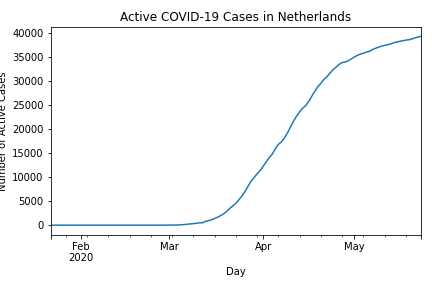 Active COVID-19 Cases in Netherlands
Number of Active Cases
40000
35000
30000
25000
20000
15000
10000
5000
0
Feb Mar Apr May
2020
Day